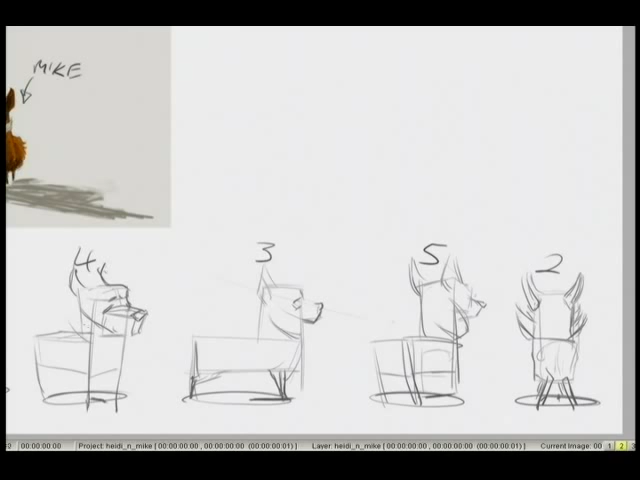 MIKE
4 3 5 2
00:00:00:00 Project: heidi_n_mike [ 00:00:00:00 , 00:00:00:00 (00:00:00:01) ] Layer: heidi_n_mike [ 00:00:00:00 , 00:00:00:00 (00:00:00:01) ] Current Image: 00 1 2 3